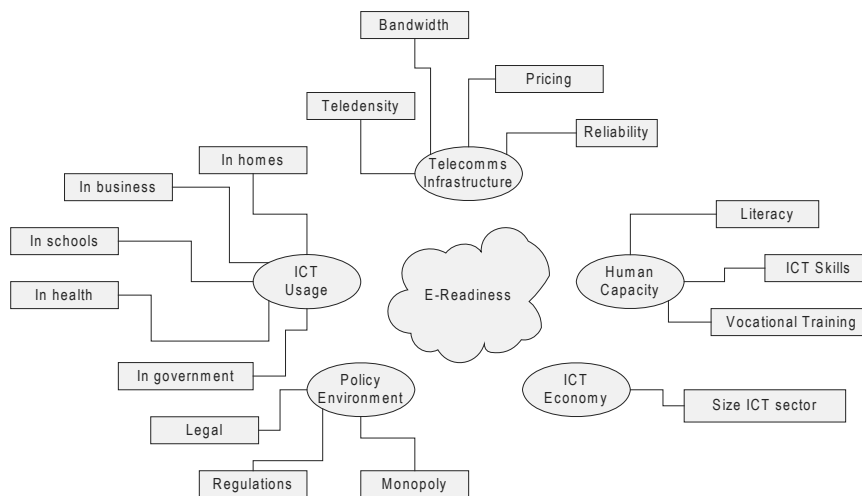 Bandwidth
Pricing
Teledensity
Reliability
Telecomms
Infrastructure
In homes
In business
In schools
In health
In government
ICT
Usage
E-Readiness
Human
Capacity
Literacy
ICT Skills
Vocational Training
Policy
Environment
Legal
Regulations
Monopoly
ICT
Economy
Size ICT sector